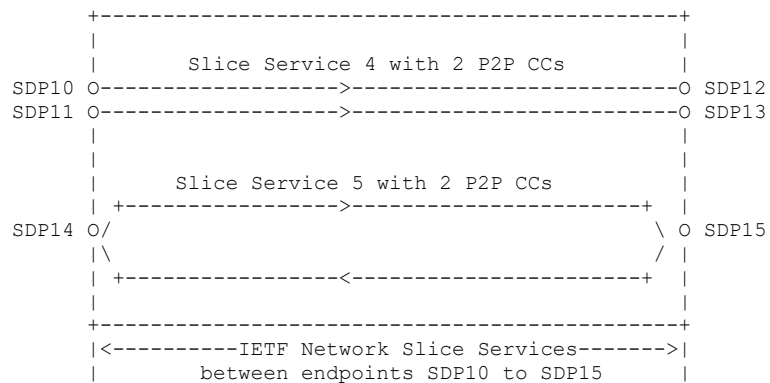 Slice Service 4 with 2 P2P CCs
SDP10 O------------------->--------------------------O SDP12
SDP11 O------------------->--------------------------O SDP13
Slice Service 5 with 2 P2P CCs
SDP14 O/ \ O SDP15
|<----------IETF Network Slice Services------->|
| between endpoints SDP10 to SDP15 |